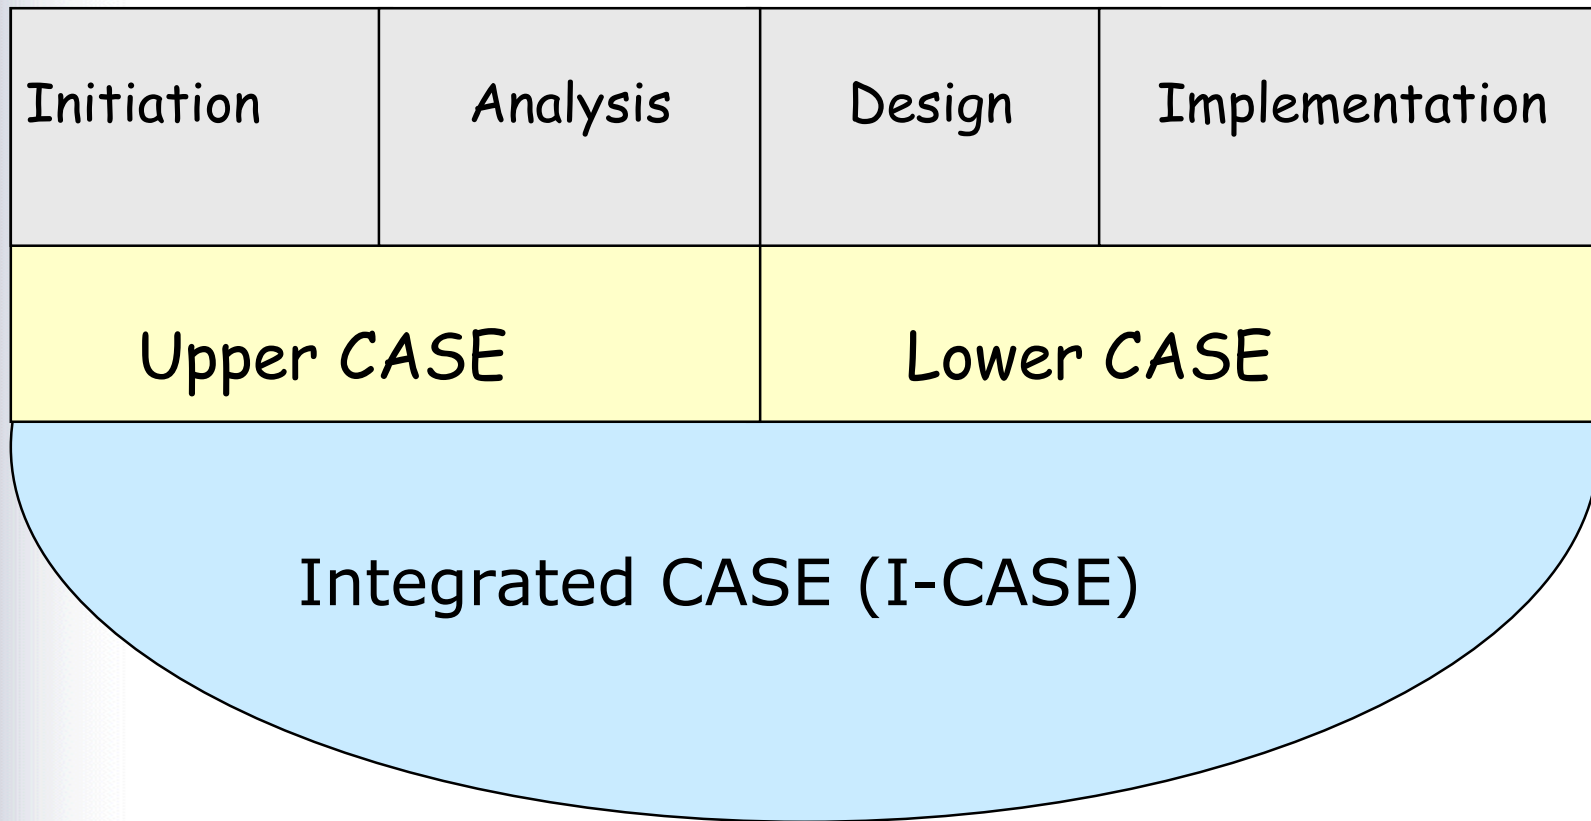 Initiation Analysis Design Implementation
Upper CASE Lower CASE
Integrated CASE (I-CASE)